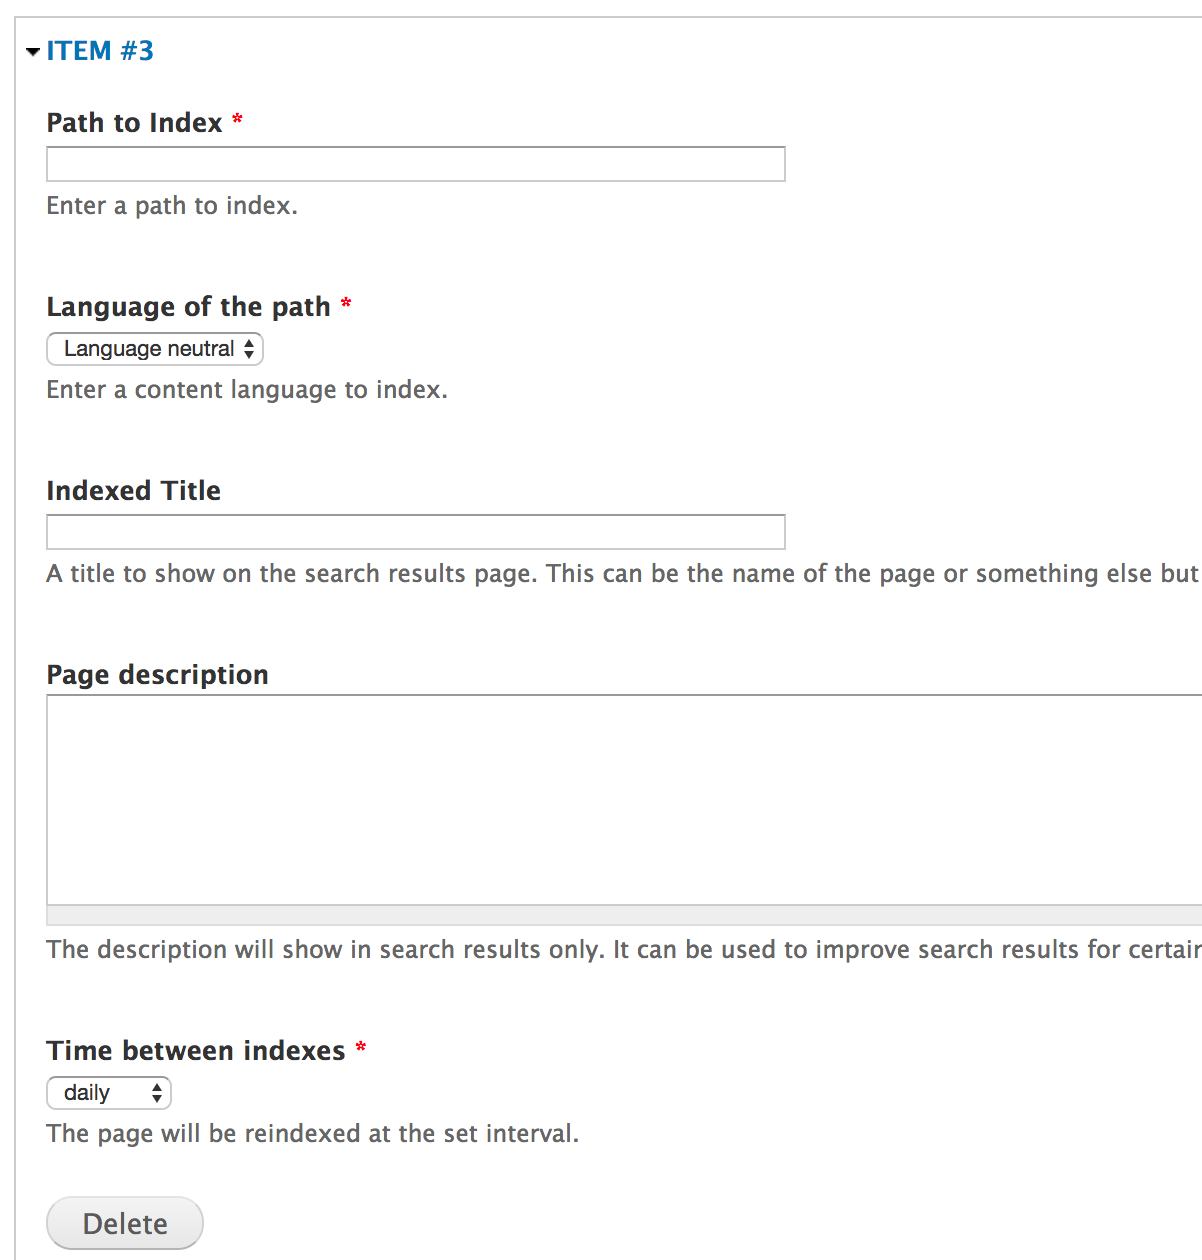 ITEM #3
Path to Index *
Enter a path to index.
Language of the path *
Language neutral
Enter a content language to index.
Indexed Title
A title to show on the search results page. This can be the name of the page or something else but
Page description
The description will show in search results only. It can be used to improve search results for
Time between indexes *
daily
The page will be reindexed at the set interval.
Delete